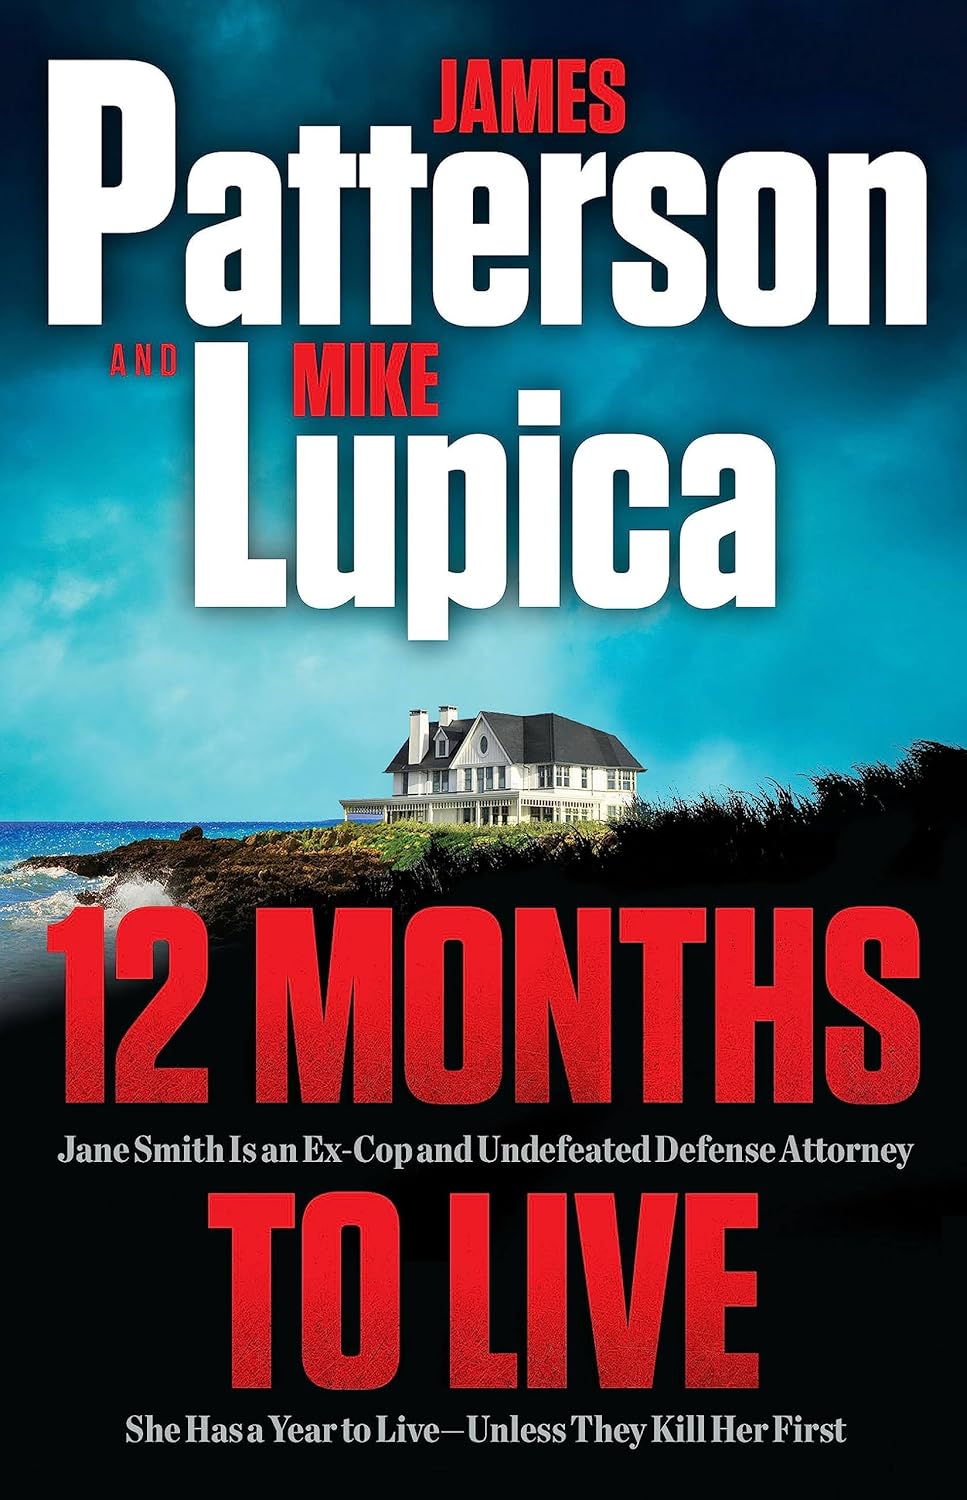 JAMES
Patterson
AND MIKE
Lupica
12 MONTHS
Jane Smith Is an Ex-Cop and Undefeated Defense Attorney
TO LIVE
She Has a Year to Live—Unless They Kill Her First